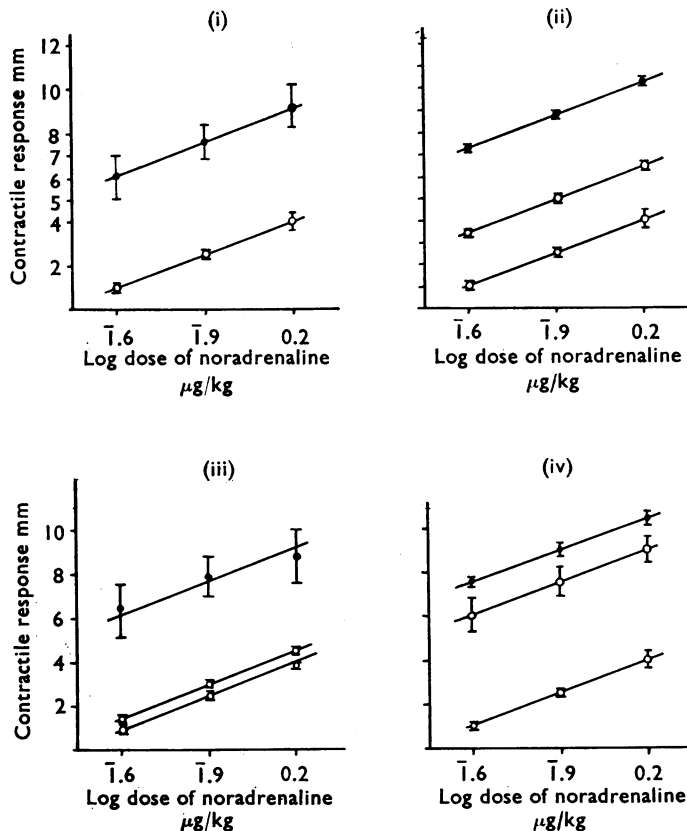 (i)
Contractile response mm
12
10
8
7
6
5
4
2
1̄.6 1̄.9 0.2
Log dose of noradrenaline
μg/kg
(ii)
1̄.6 1̄.9 0.2
Log dose of noradrenaline
μg/kg
(iii)
Contractile response mm
10
8
6
4
2
1̄.6 1̄.9 0.2
Log dose of noradrenaline
μg/kg
(iv)
1̄.6 1̄.9 0.2
Log dose of noradrenaline
μg/kg